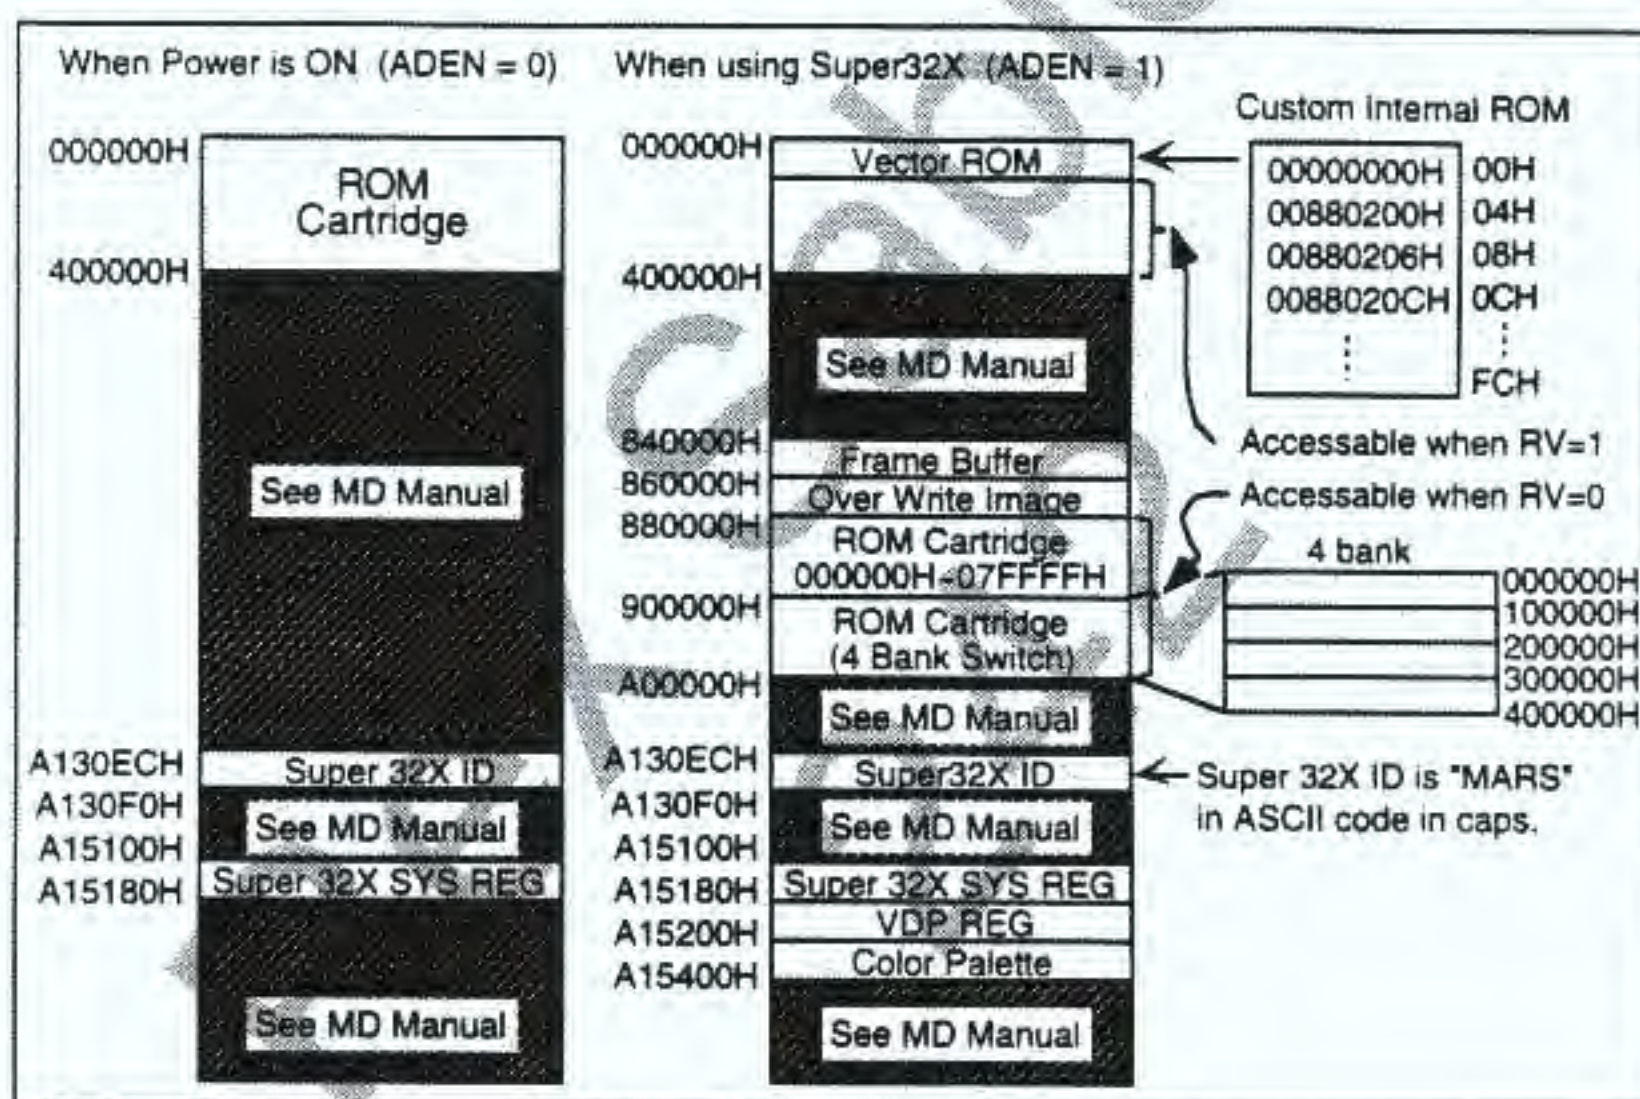 When Power is ON (ADEN = 0)
000000H
ROM
Cartridge
400000H
See MD Manual
A130ECH
Super 32X ID
A130F0H
See MD Manual
A15100H
Super 32X SYS REG
A15180H
See MD Manual
When using Super32X (ADEN = 1)
000000H
Vector ROM
400000H
See MD Manual
840000H
Frame Buffer
860000H
Over Write Image
880000H
ROM Cartridge
000000H~07FFFFH
900000H
ROM Cartridge
(4 Bank Switch)
A00000H
See MD Manual
A130ECH
Super32X ID
A130F0H
See MD Manual
A15100H
Super 32X SYS REG
A15180H
VDP REG
A15200H
Color Palette
A15400H
See MD Manual
Custom Internal ROM
00000000H 00H
00880200H 04H
00880206H 08H
0088020CH 0CH
FCH
Accessable when RV=1
Accessable when RV=0
4 bank
000000H
100000H
200000H
300000H
400000H
Super 32X ID is "MARS"
in ASCII code in caps.